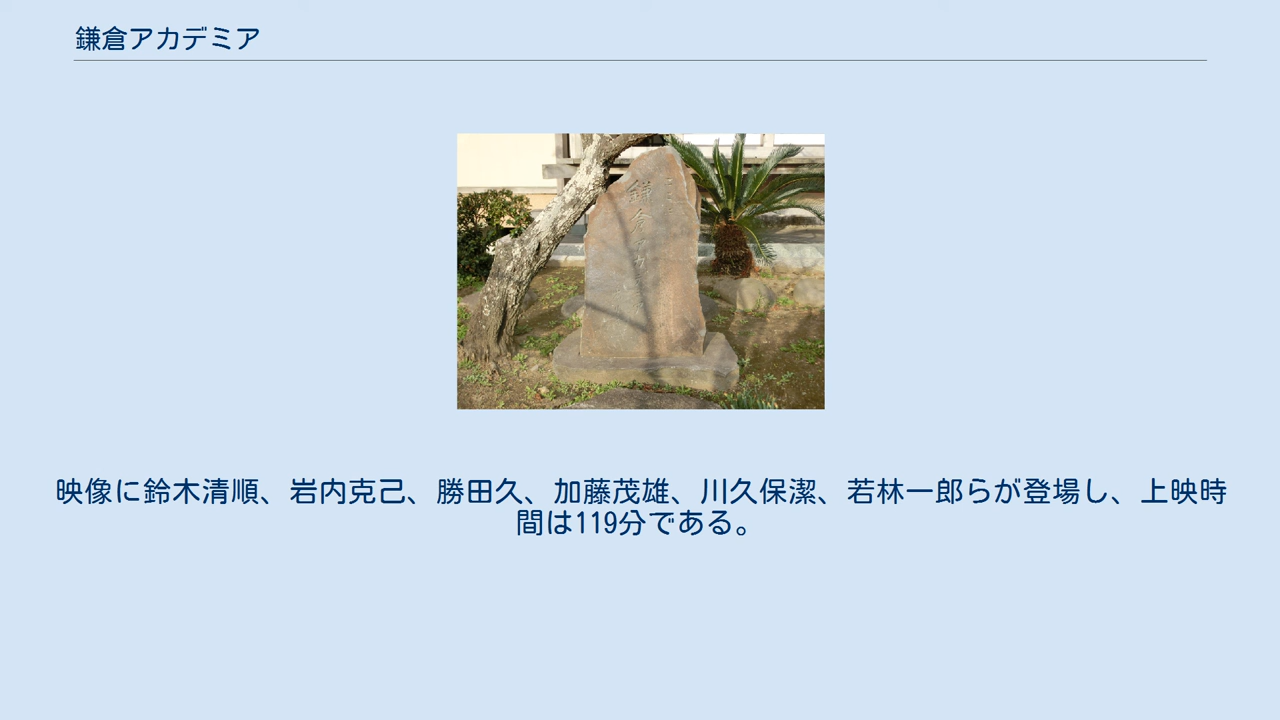 鎌倉アカデミア
映像に鈴木清順、岩内克己、勝田久、加藤茂雄、川久保潔、若林一郎らが登場し、上映時
間は119分である。